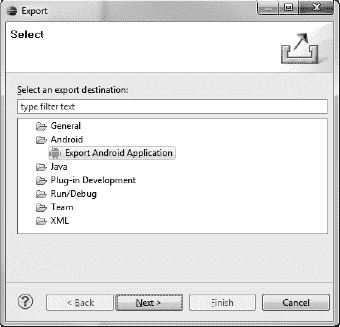 Export
Select
Select an export destination:
type filter text
General
Android
Export Android Application
Java
Plug-in Development
Run/Debug
Team
XML
? < Back Next > Finish Cancel